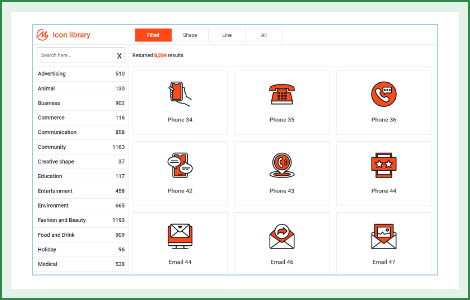 Icon library
Filled
Shape
Line
All
Search here..
X
Returned 8,284 results
Advertising 510
Animal 130
Business 902
Commerce 116
Communication 858
Community 1163
Creative shape 37
Education 117
Entertainment 458
Environment 665
Fashion and Beauty 1193
Food and Drink 909
Holiday 96
Medical 538
Phone 34
Phone 35
Phone 36
Phone 42
Phone 43
Phone 44
Email 44
Email 46
Email 47